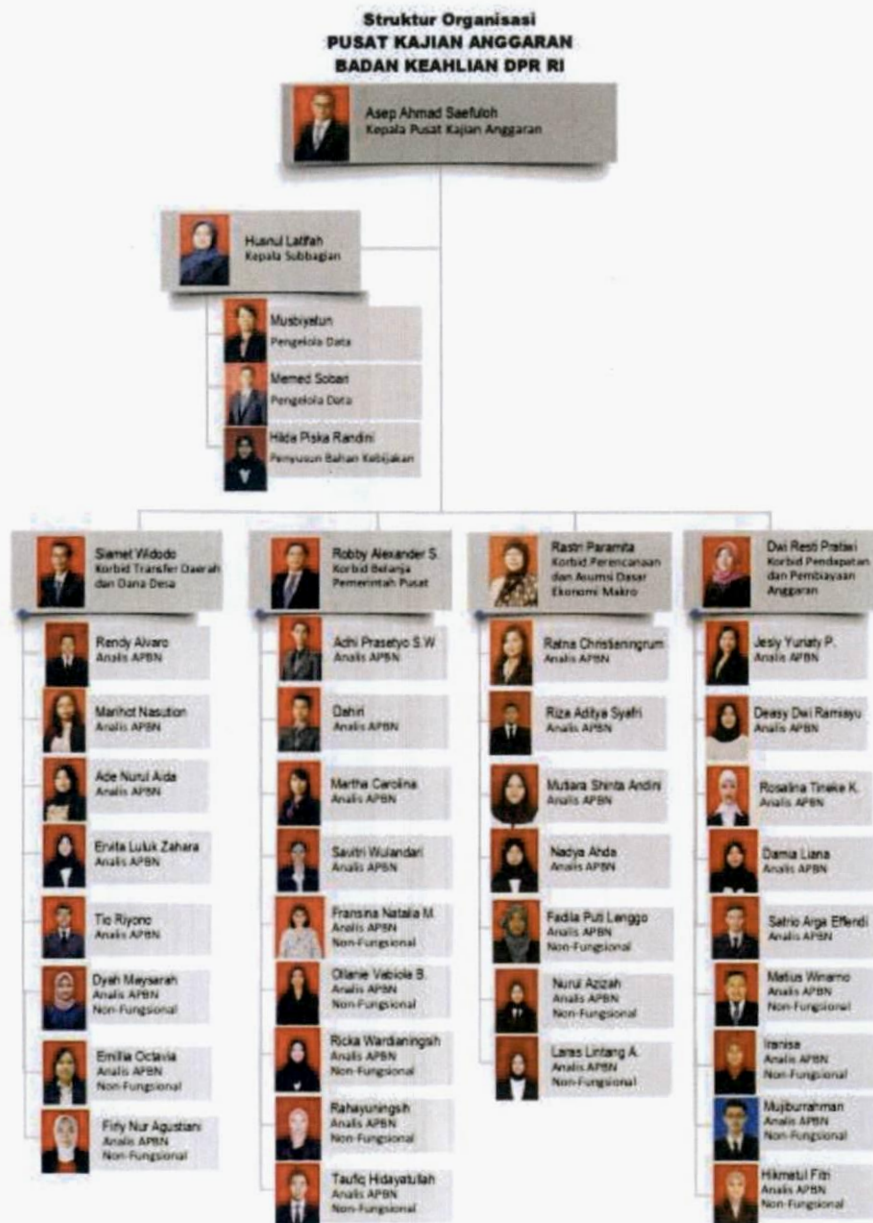 Struktur Organisasi
PUSAT KAJIAN ANGGARAN
BADAN KEAHLIAN DPR RI
Asep Ahmad Saefuloh
Kepala Pusat Kajian Anggaran
Husnul Latifah
Kepala Subbagian
Musbiyatun
Pengelola Data
Memed Sobari
Pengelola Data
Hilda Piska Randini
Penyusun Bahan Kebijakan
Slamet Widodo
Korbid Transfer Daerah
dan Dana Desa
Rendy Alvaro
Analis APBN
Marihot Nasution
Analis APBN
Ade Nurul Aida
Analis APBN
Ervita Luluk Zahara
Analis APBN
Tio Riyono
Analis APBN
Dyah Maysarah
Analis APBN
Non-Fungsional
Emillia Octavia
Analis APBN
Non-Fungsional
Firly Nur Agustiani
Analis APBN
Non-Fungsional
Robby Alexander S.
Korbid Belanja
Pemerintah Pusat
Adhi Prasetyo S.W
Analis APBN
Dahiri
Analis APBN
Martha Carolina
Analis APBN
Savitri Wulandari
Analis APBN
Fransina Natalia M.
Analis APBN
Non-Fungsional
Ollanie Vabiola B.
Analis APBN
Non-Fungsional
Ricka Wardianingsih
Analis APBN
Non-Fungsional
Rahayuningsih
Analis APBN
Non-Fungsional
Taufiq Hidayatullah
Analis APBN
Non-Fungsional
Rastri Paramita
Korbid Perencanaan
dan Asumsi Dasar
Ekonomi Makro
Ratna Christianingrum
Analis APBN
Riza Aditya Syafri
Analis APBN
Mutiara Shinta Andini
Analis APBN
Nadya Ahda
Analis APBN
Fadila Puti Lenggo
Analis APBN
Non-Fungsional
Nurul Azizah
Analis APBN
Non-Fungsional
Laras Lintang A.
Analis APBN
Non-Fungsional
Dwi Resti Pratiwi
Korbid Pendapatan
dan Pembiayaan
Anggaran
Jesly Yuriaty P.
Analis APBN
Deasy Dwi Ramiayu
Analis APBN
Rosalina Tineke K.
Analis APBN
Damia Liana
Analis APBN
Satrio Arga Effendi
Analis APBN
Matius Winarno
Analis APBN
Non-Fungsional
Iranisa
Analis APBN
Non-Fungsional
Mujiburrahman
Analis APBN
Non-Fungsional
Hikmatul Fitri
Analis APBN
Non-Fungsional